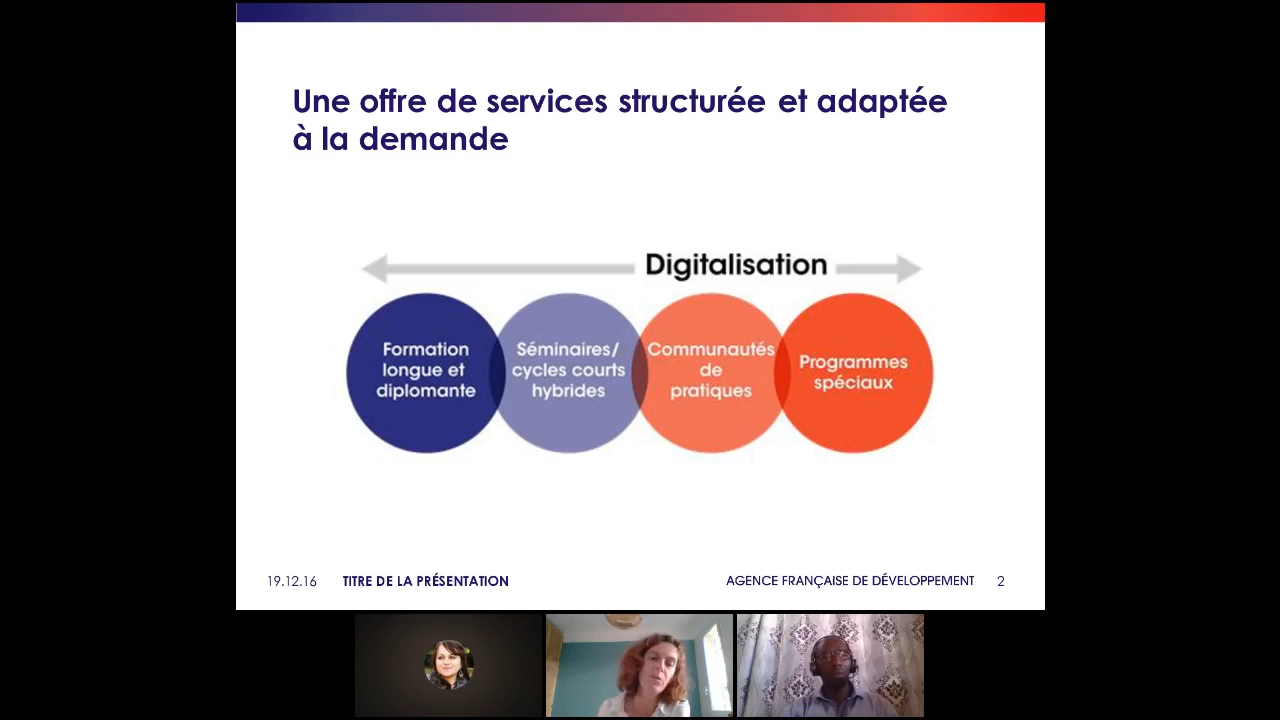 Une offre de services structurée et adaptée
à la demande
Digitalisation
Formation
longue et
diplomante
Séminaires/
cycles courts
hybrides
Communautés
de
pratiques
Programmes
spéciaux
19.12.16 TITRE DE LA PRÉSENTATION AGENCE FRANÇAISE DE DÉVELOPPEMENT 2